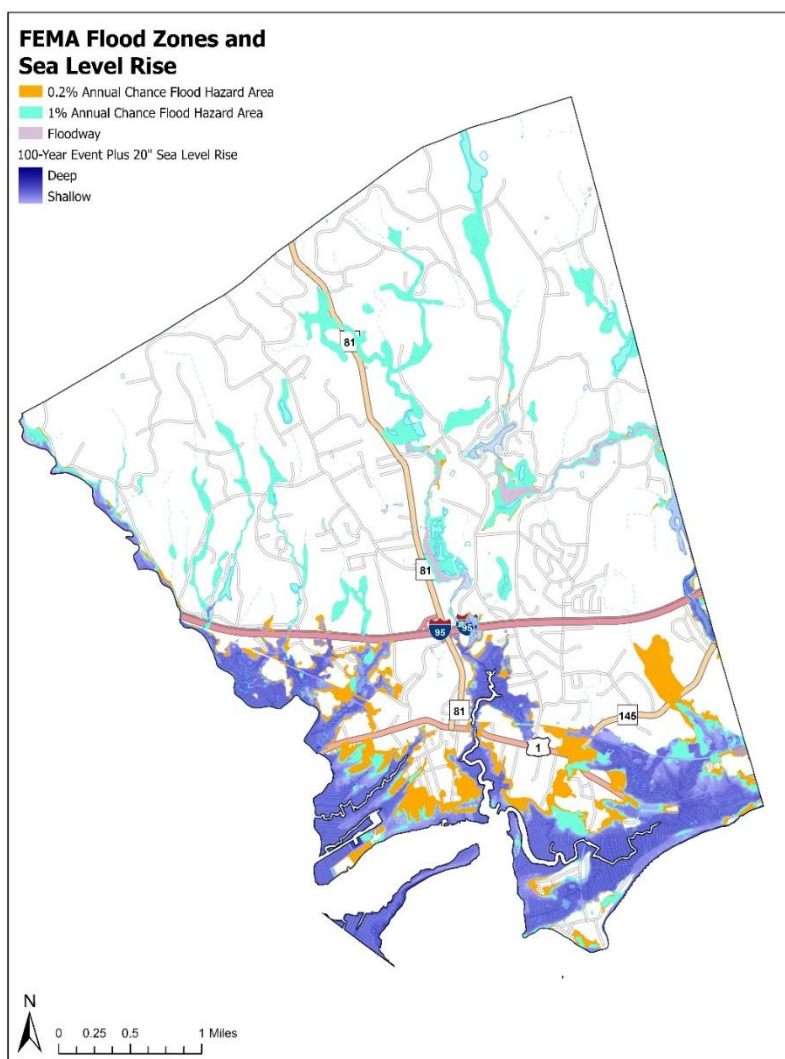 FEMA Flood Zones and
Sea Level Rise
0.2% Annual Chance Flood Hazard Area
1% Annual Chance Flood Hazard Area
Floodway
100-Year Event Plus 20" Sea Level Rise
Deep
Shallow
81
81
95
95
81
145
1
N
0 0.25 0.5 1 Miles